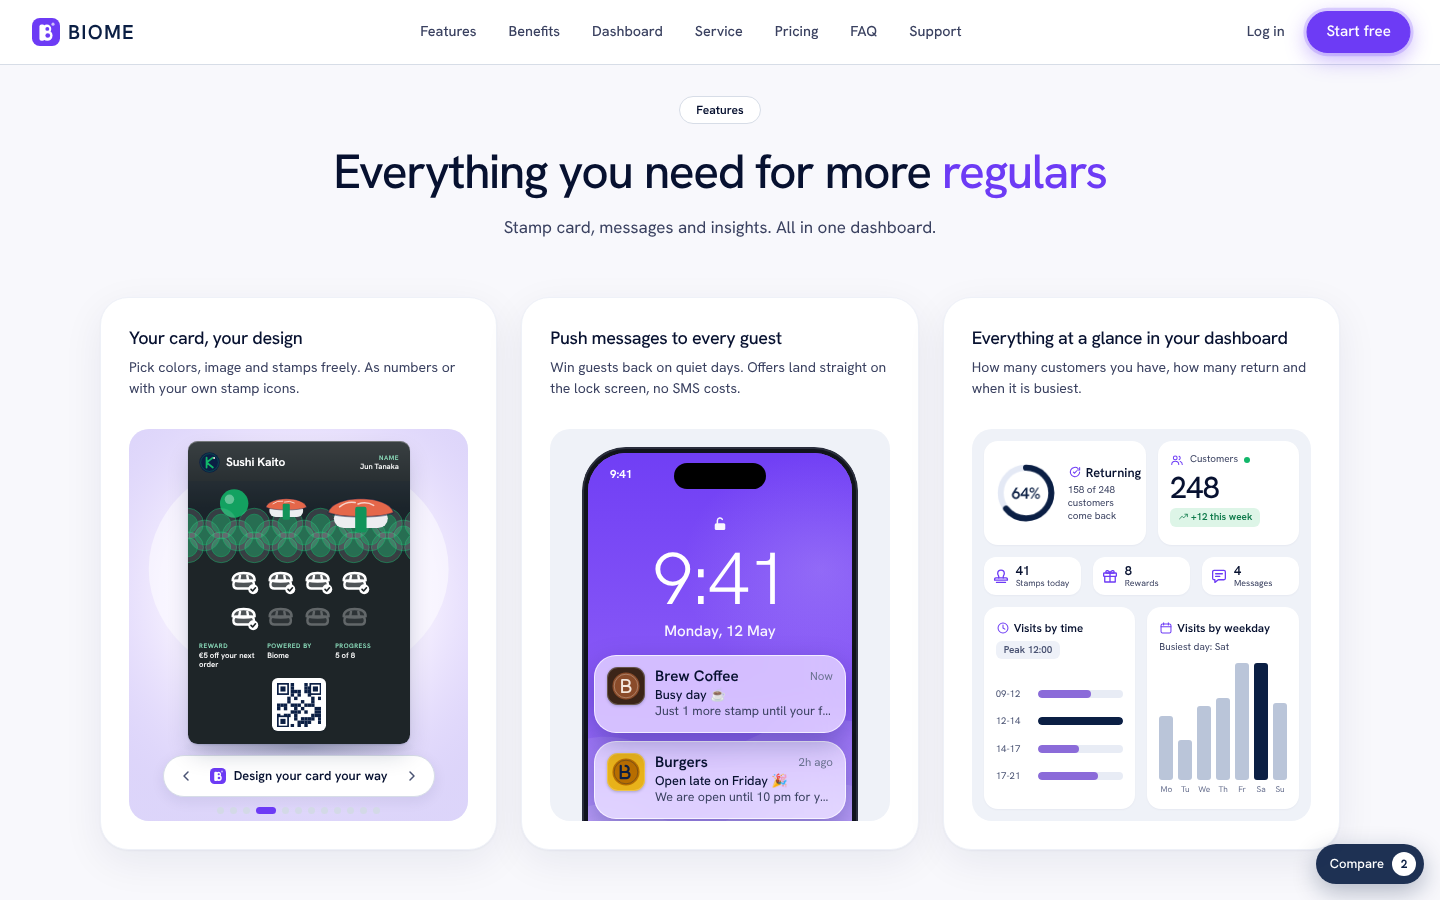 BIOME
Features
Benefits
Dashboard
Service
Pricing
FAQ
Support
Log in
Start free
Features
Everything you need for more regulars
Stamp card, messages and insights. All in one dashboard.
Your card, your design
Pick colors, image and stamps freely. As numbers or
with your own stamp icons.
Sushi Kaito
NAME
Jun Tanaka
REWARD
€5 off your next
order
POWERED BY
Biome
PROGRESS
5 of 8
Design your card your way
Push messages to every guest
Win guests back on quiet days. Offers land straight on
the lock screen, no SMS costs.
9:41
9:41
Monday, 12 May
Brew Coffee
Now
Busy day ☕
Just 1 more stamp until your f...
Burgers
2h ago
Open late on Friday 🎉
We are open until 10 pm for y...
Everything at a glance in your dashboard
How many customers you have, how many return and
when it is busiest.
64%
Returning
158 of 248
customers
come back
Customers
248
+12 this week
41
Stamps today
8
Rewards
4
Messages
Visits by time
Peak 12:00
09-12
12-14
14-17
17-21
Visits by weekday
Busiest day: Sat
Mo Tu We Th Fr Sa Su
Compare 2